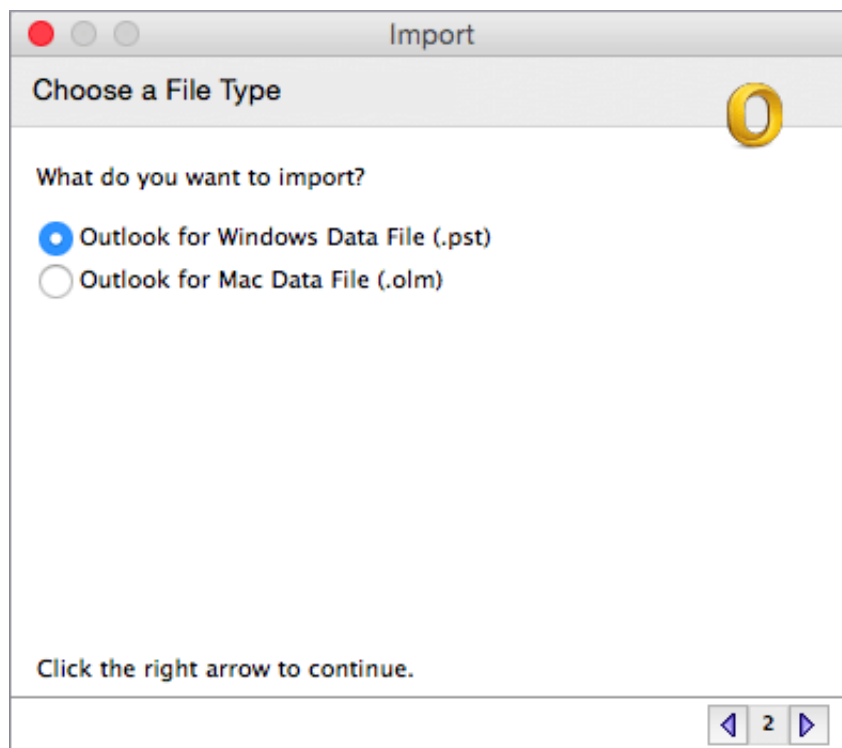 Import
Choose a File Type
What do you want to import?
Outlook for Windows Data File (.pst)
Outlook for Mac Data File (.olm)
Click the right arrow to continue.
2